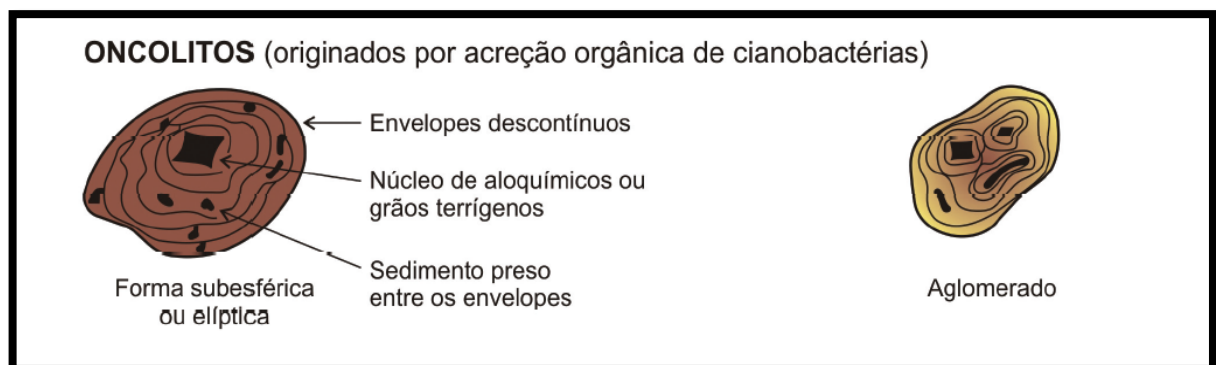 ONCOLITOS (originados por acreção orgânica de cianobactérias)
Envelopes descontínuos
Núcleo de aloquímicos ou
grãos terrígenos
Sedimento preso
entre os envelopes
Forma subesférica
ou elíptica
Aglomerado